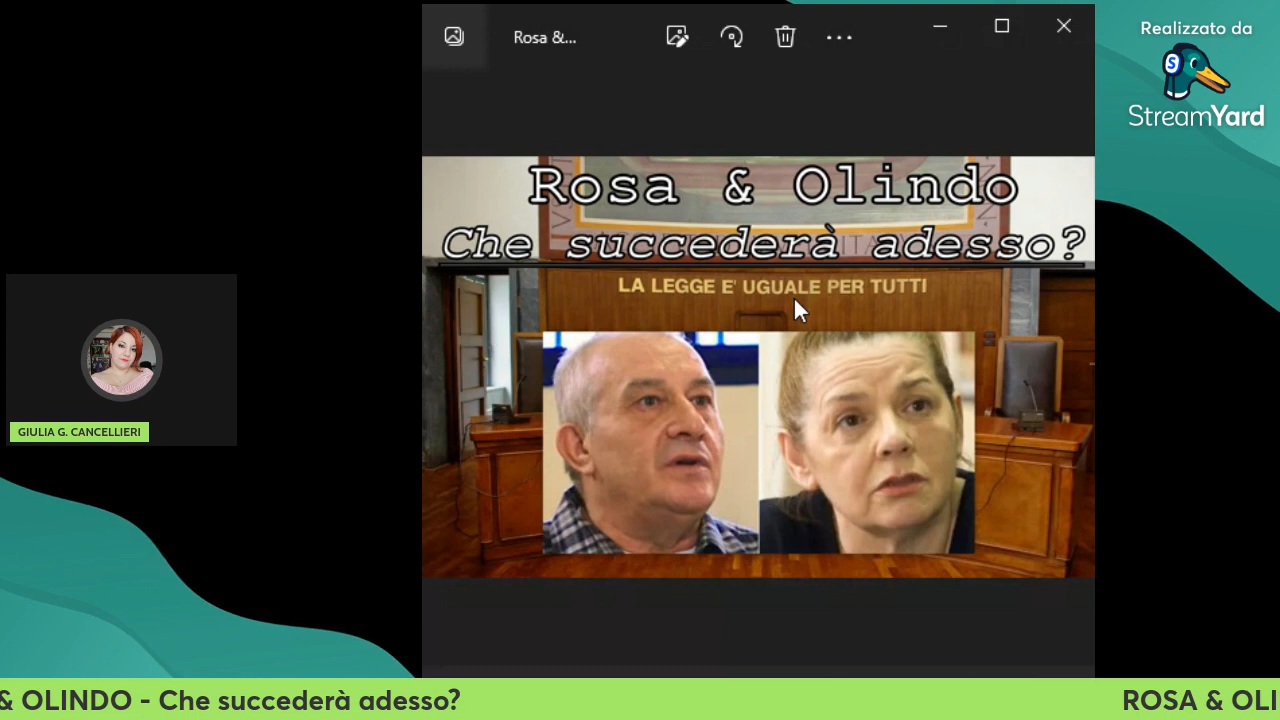 Rosa &...
Realizzato da
S
StreamYard
Rosa & Olindo
Che succederà adesso?
LA LEGGE E' UGUALE PER TUTTI
GIULIA G. CANCELLIERI
& OLINDO - Che succederà adesso?
ROSA & OLI